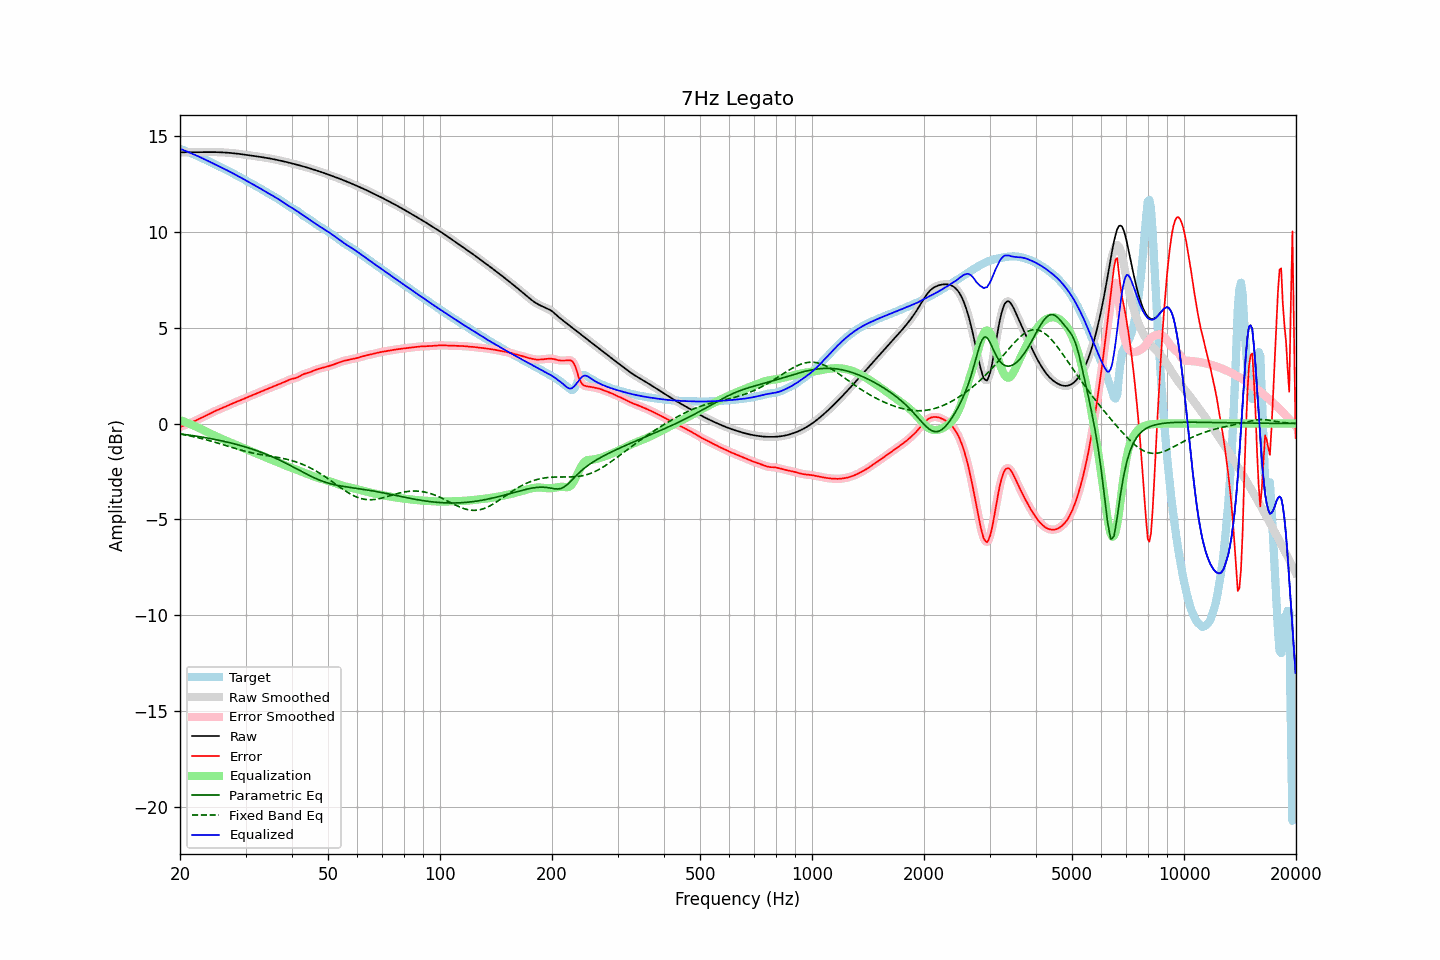 7Hz Legato
15
10
5
0
−5
−10
−15
−20
Amplitude (dBr)
Target
Raw Smoothed
Error Smoothed
Raw
Error
Equalization
Parametric Eq
Fixed Band Eq
Equalized
20 50 100 200 500 1000 2000 5000 10000 20000
Frequency (Hz)